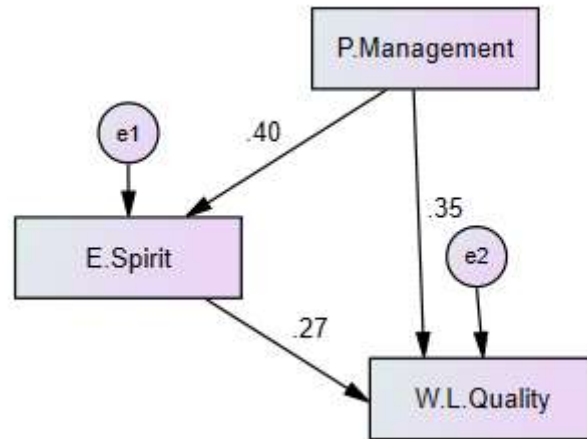 P.Management
e1
.40
.35
E.Spirit
e2
.27
W.L.Quality